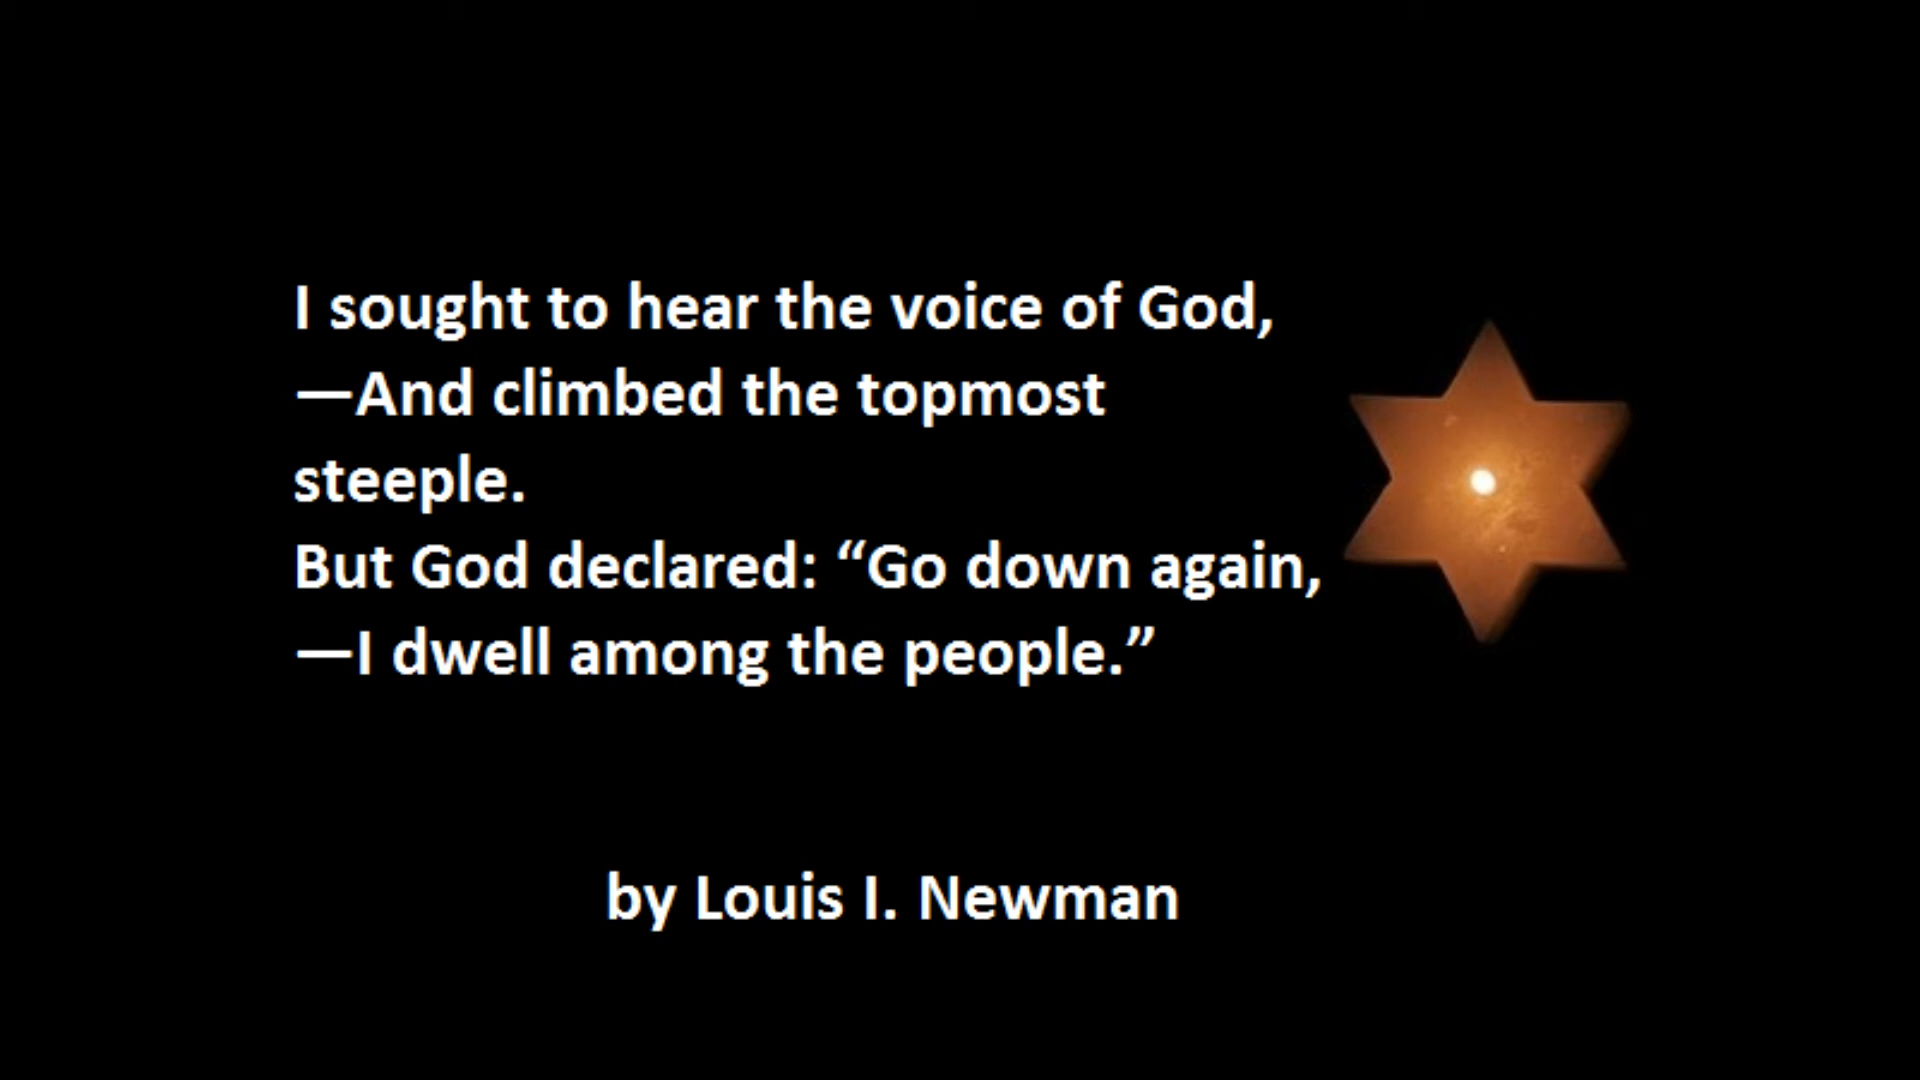 I sought to hear the voice of God,
—And climbed the topmost
steeple.
But God declared: “Go down again,
—I dwell among the people.”
by Louis I. Newman